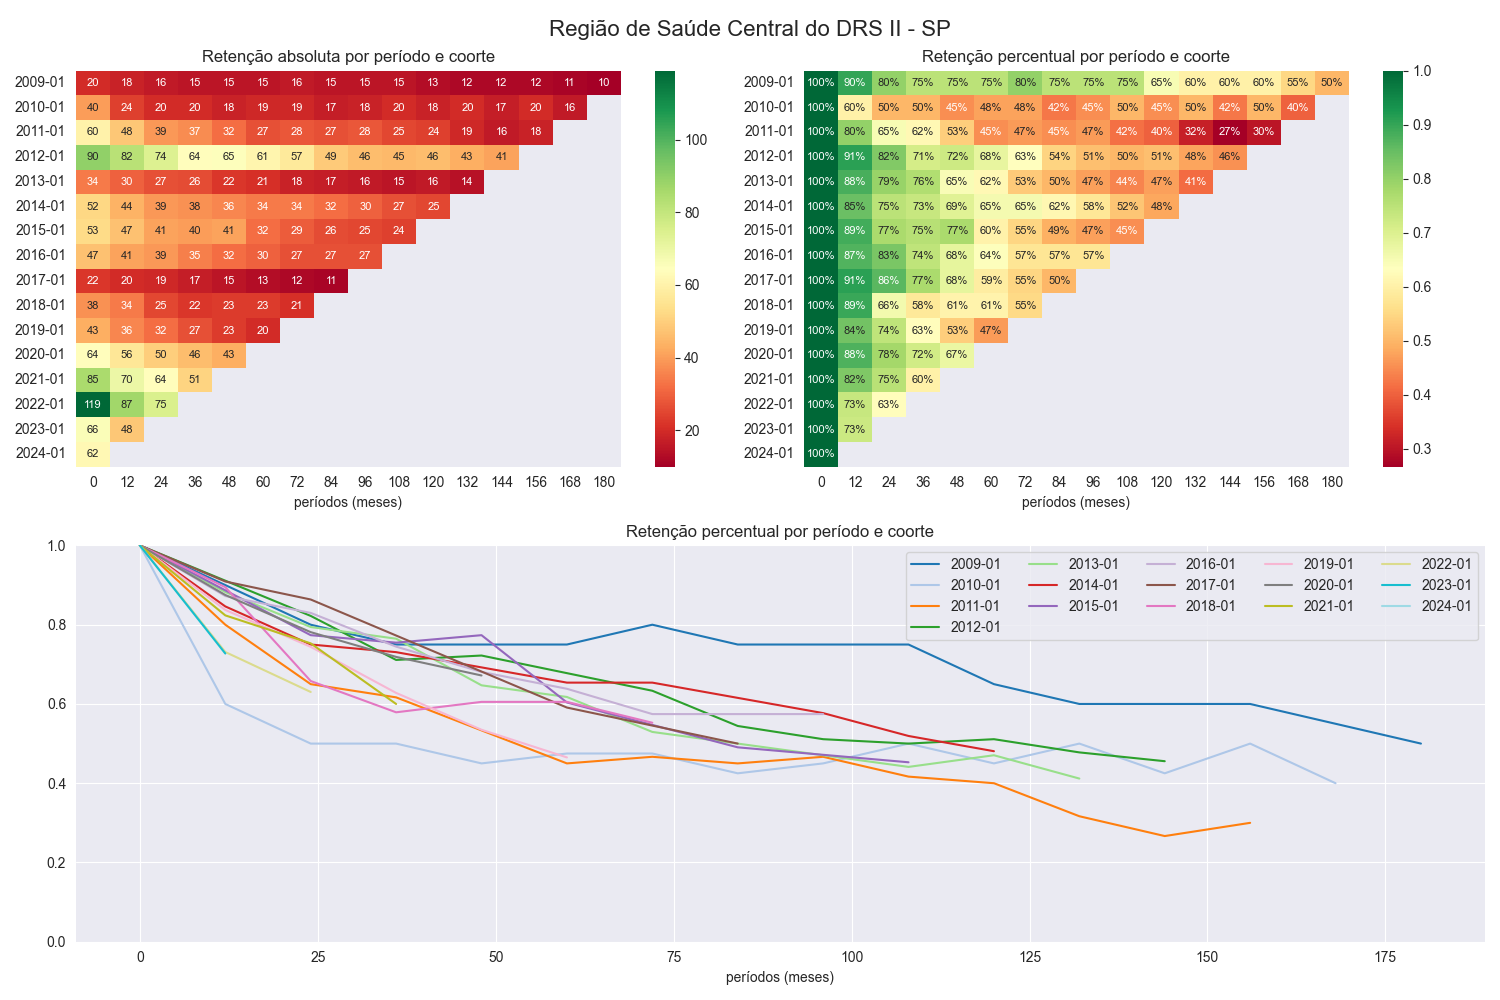 Região de Saúde Central do DRS II - SP
Retenção absoluta por período e coorte
2009-01 20 18 16 15 15 15 16 15 15 15 13 12 12 12 11 10
2010-01 40 24 20 20 18 19 19 17 18 20 18 20 17 20 16
2011-01 60 48 39 37 32 27 28 27 28 25 24 19 16 18
2012-01 90 82 74 64 65 61 57 49 46 45 46 43 41
2013-01 34 30 27 26 22 21 18 17 16 15 16 14
2014-01 52 44 39 38 36 34 34 32 30 27 25
2015-01 53 47 41 40 41 32 29 26 25 24
2016-01 47 41 39 35 32 30 27 27 27
2017-01 22 20 19 17 15 13 12 11
2018-01 38 34 25 22 23 23 21
2019-01 43 36 32 27 23 20
2020-01 64 56 50 46 43
2021-01 85 70 64 51
2022-01 119 87 75
2023-01 66 48
2024-01 62
0 12 24 36 48 60 72 84 96 108 120 132 144 156 168 180
períodos (meses)
100
80
60
40
20
Retenção percentual por período e coorte
2009-01 100% 90% 80% 75% 75% 75% 80% 75% 75% 75% 65% 60% 60% 60% 55% 50%
2010-01 100% 60% 50% 50% 45% 48% 48% 42% 45% 50% 45% 50% 42% 50% 40%
2011-01 100% 80% 65% 62% 53% 45% 47% 45% 47% 42% 40% 32% 27% 30%
2012-01 100% 91% 82% 71% 72% 68% 63% 54% 51% 50% 51% 48% 46%
2013-01 100% 88% 79% 76% 65% 62% 53% 50% 47% 44% 47% 41%
2014-01 100% 85% 75% 73% 69% 65% 65% 62% 58% 52% 48%
2015-01 100% 89% 77% 75% 77% 60% 55% 49% 47% 45%
2016-01 100% 87% 83% 74% 68% 64% 57% 57% 57%
2017-01 100% 91% 86% 77% 68% 59% 55% 50%
2018-01 100% 89% 66% 58% 61% 61% 55%
2019-01 100% 84% 74% 63% 53% 47%
2020-01 100% 88% 78% 72% 67%
2021-01 100% 82% 75% 60%
2022-01 100% 73% 63%
2023-01 100% 73%
2024-01 100%
0 12 24 36 48 60 72 84 96 108 120 132 144 156 168 180
períodos (meses)
1.0
0.9
0.8
0.7
0.6
0.5
0.4
0.3
Retenção percentual por período e coorte
1.0
0.8
0.6
0.4
0.2
0.0
2009-01 2013-01 2016-01 2019-01 2022-01
2010-01 2014-01 2017-01 2020-01 2023-01
2011-01 2015-01 2018-01 2021-01 2024-01
2012-01
0 25 50 75 100 125 150 175
períodos (meses)